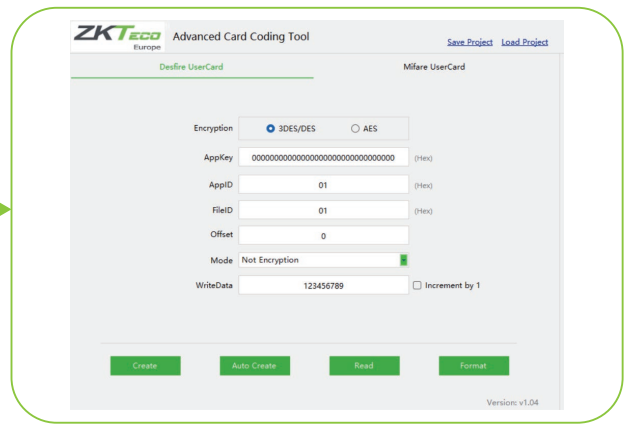 ZKTeco
Europe
Advanced Card Coding Tool
Save Project Load Project
Desfire UserCard Mifare UserCard
Encryption 3DES/DES AES
AppKey 00000000000000000000000000000000 (Hex)
AppID 01 (Hex)
FileID 01 (Hex)
Offset 0
Mode Not Encryption
WriteData 123456789 Increment by 1
Create Auto Create Read Format
Version: v1.04